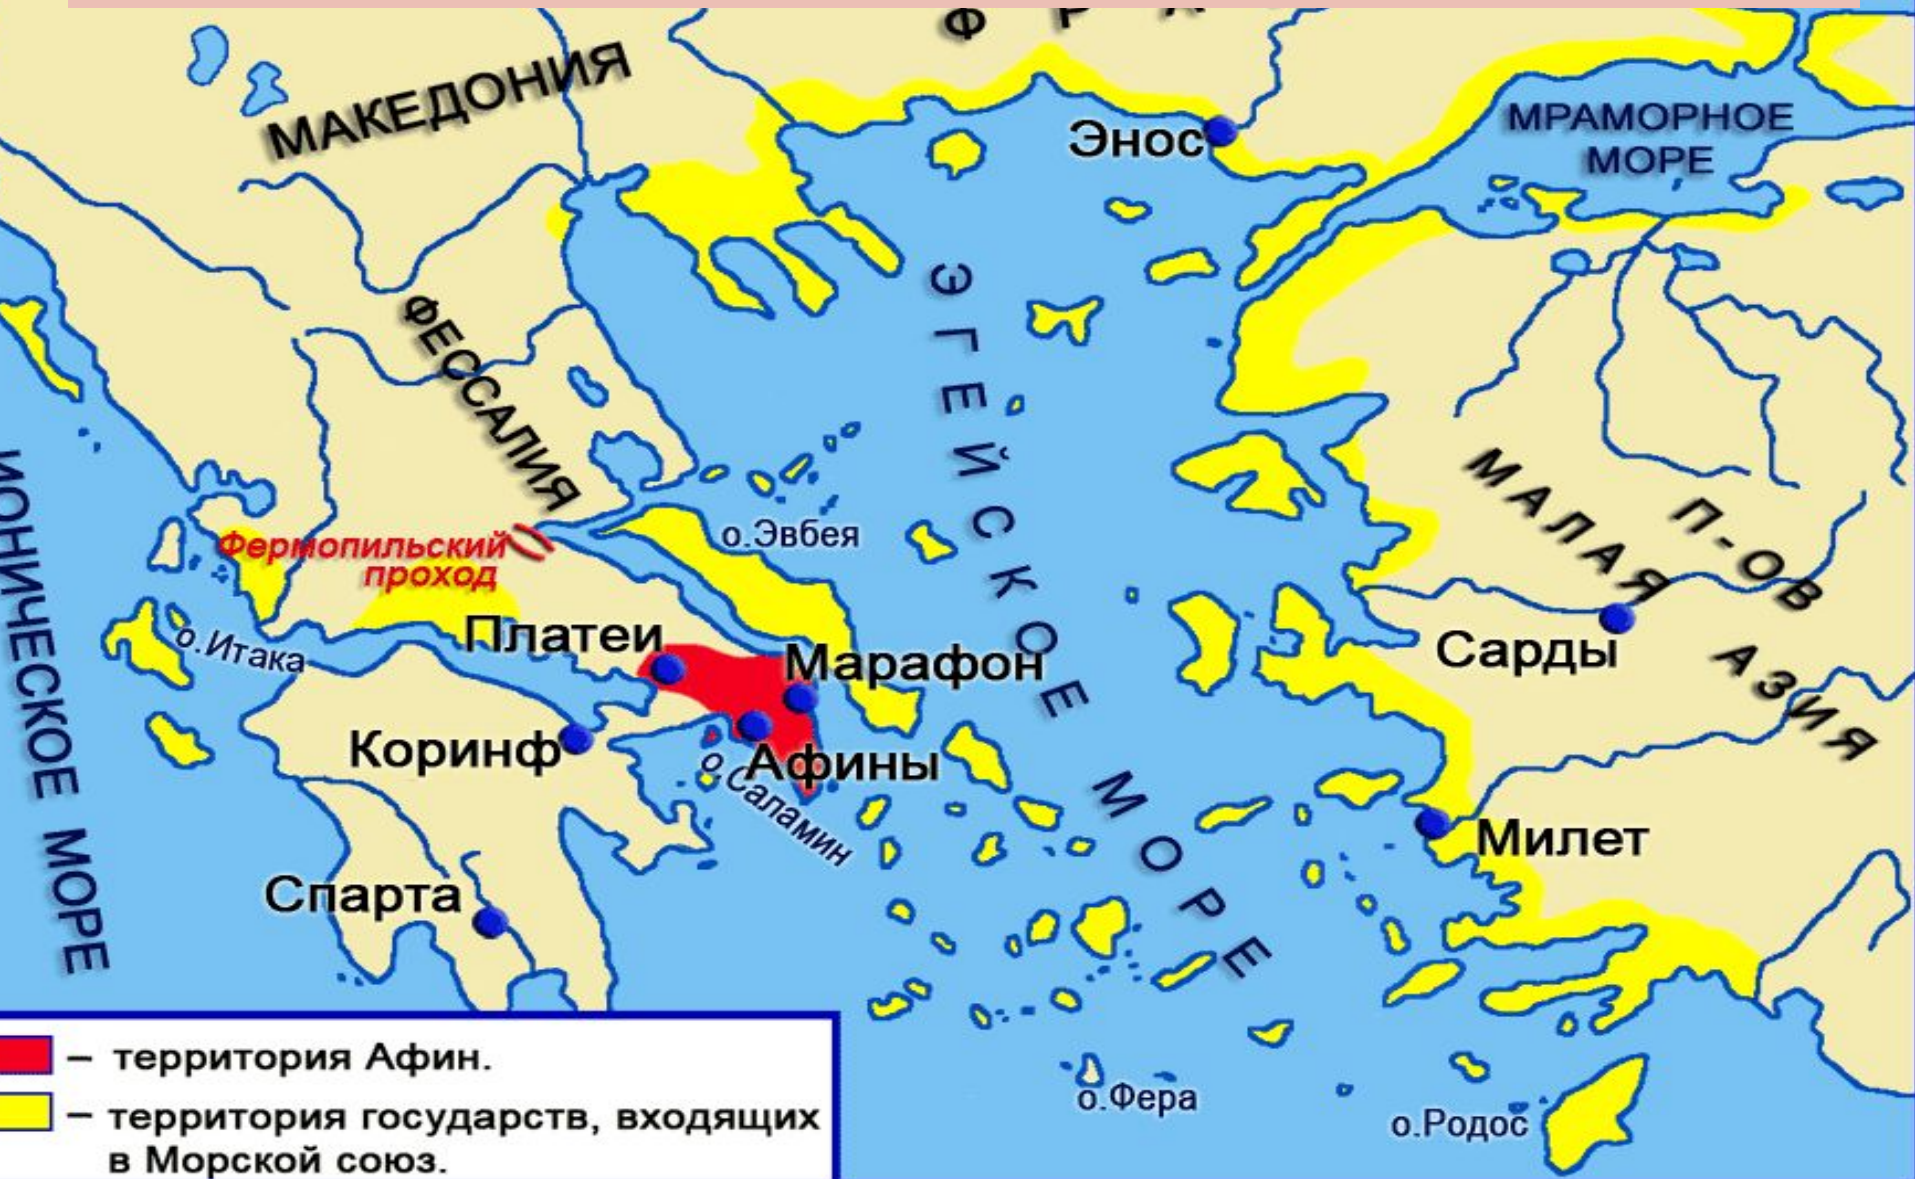 Ф Р А
МАКЕДОНИЯ
Энос
МРАМОРНОЕ
МОРЕ
ФЕССАЛИЯ
ЭГЕЙСКОЕ МОРЕ
ИОНИЧЕСКОЕ МОРЕ
МАЛАЯ
П-ОВ
АЗИЯ
о.Эвбея
Фермопильский
проход
Платеи
о.Итака
Марафон
Сарды
Коринф
Афины
о.Саламин
Милет
Спарта
о.Фера
о.Родос
– территория Афин.
– территория государств, входящих
в Морской союз.